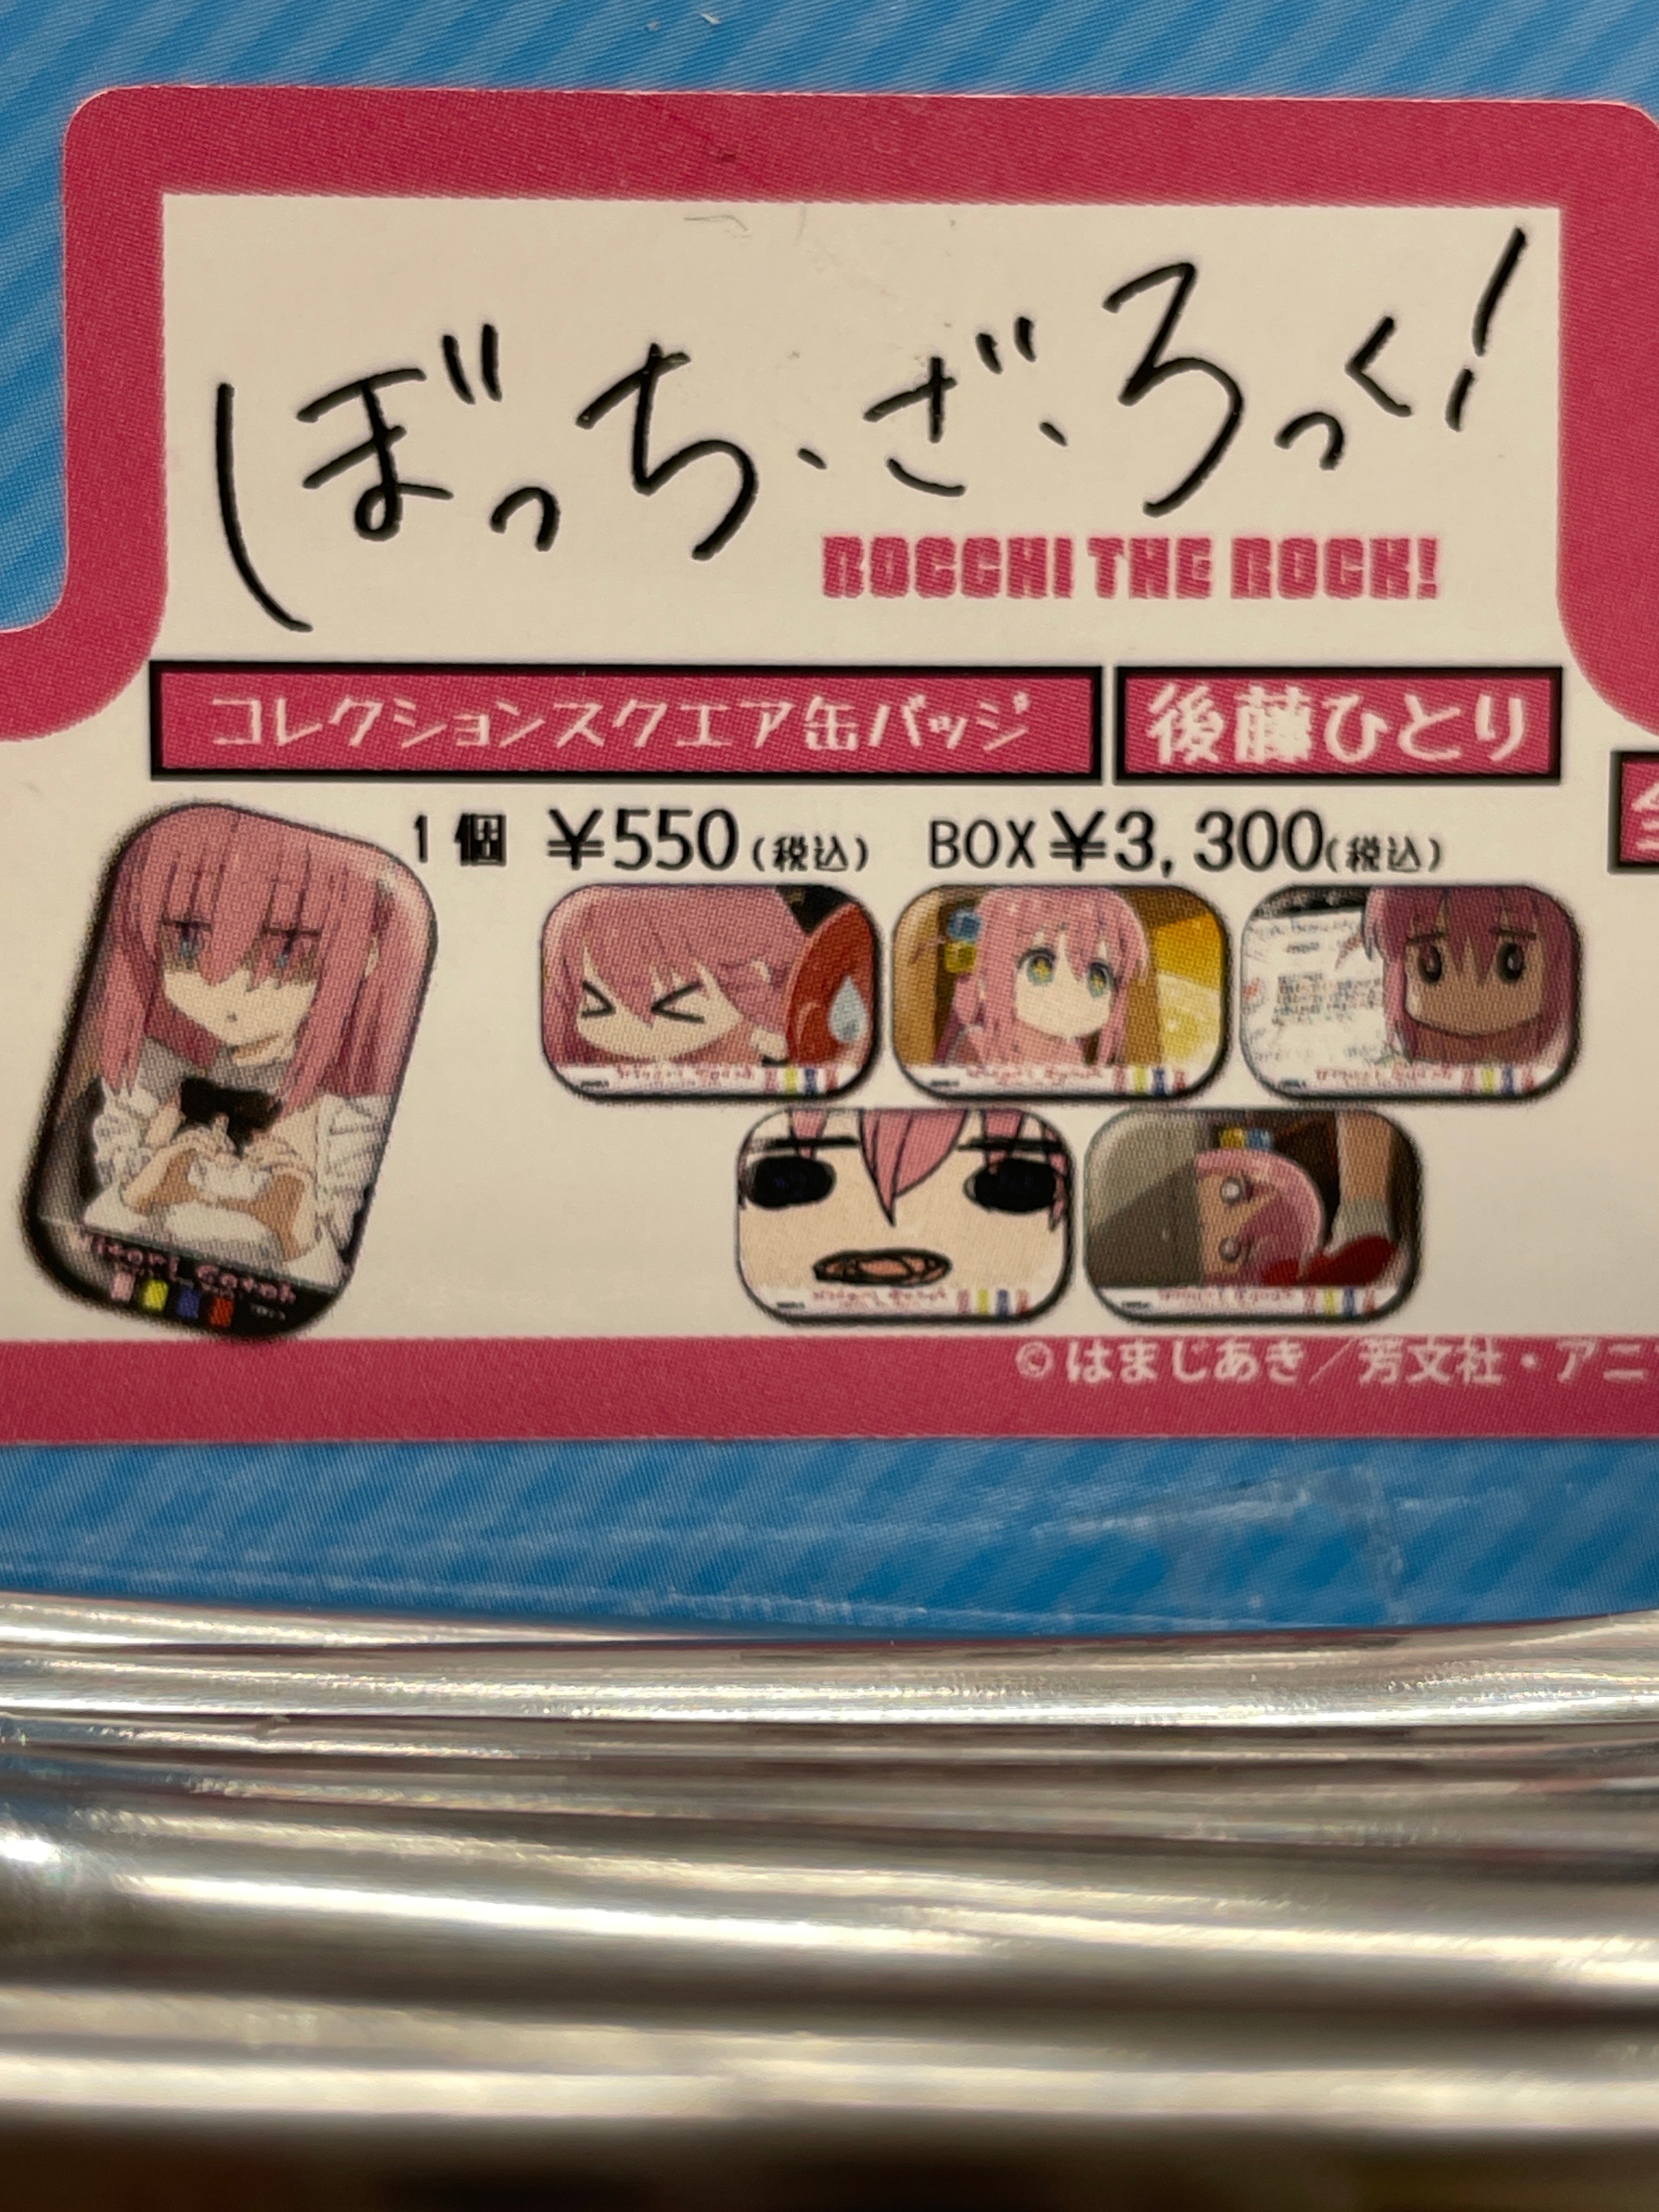 ぼっち・ざ・ろっく！
BOCCHI THE ROCK!
コレクションスクエア缶バッジ
後藤ひとり
1個 ¥550(税込) BOX¥3,300(税込)
©はまじあき／芳文社・アニ